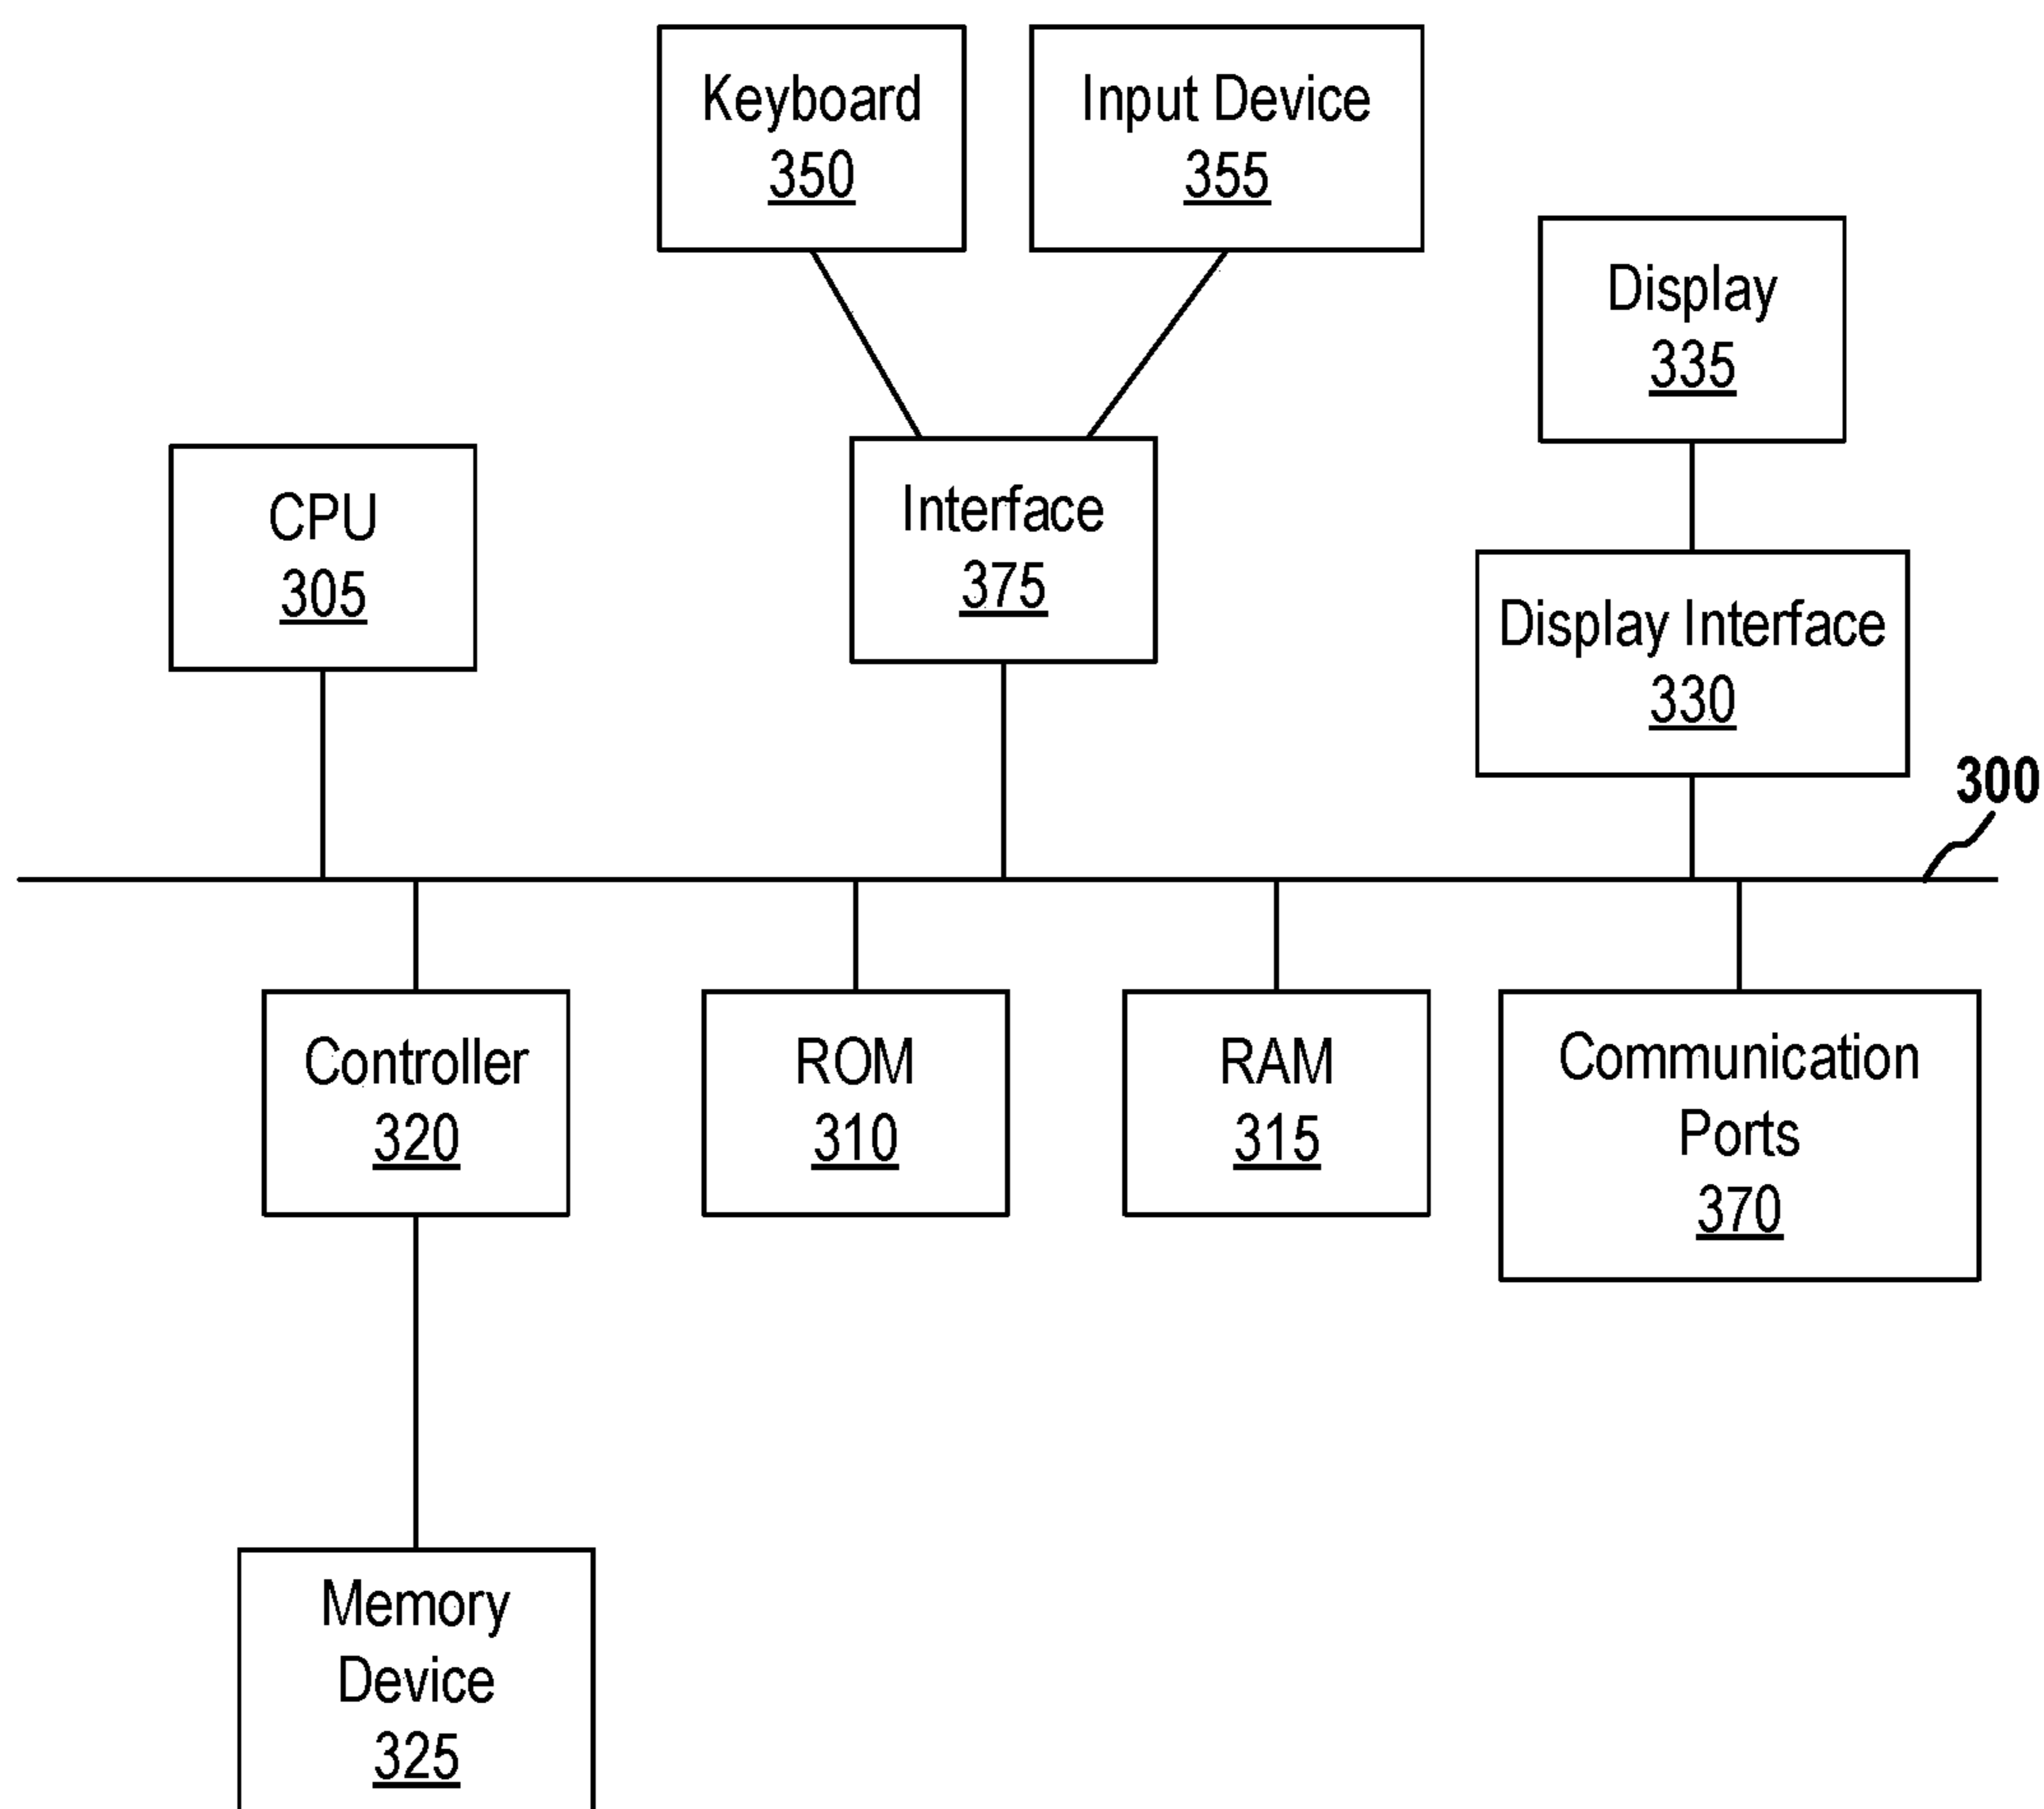 Keyboard
350
Input Device
355
Display
335
CPU
305
Interface
375
Display Interface
330
300
Controller
320
ROM
310
RAM
315
Communication
Ports
370
Memory
Device
325